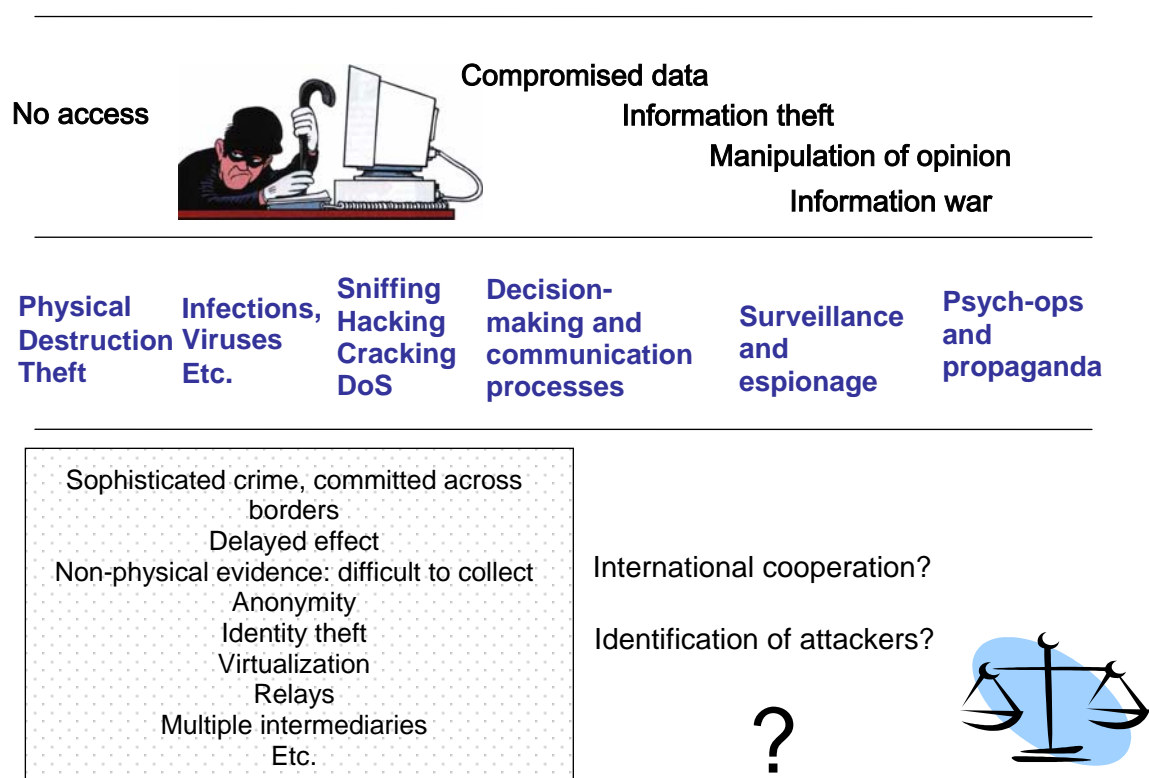 No access
Compromised data
Information theft
Manipulation of opinion
Information war
Physical
Destruction
Theft
Infections,
Viruses
Etc.
Sniffing
Hacking
Cracking
DoS
Decision-
making and
communication
processes
Surveillance
and
espionage
Psych-ops
and
propaganda
Sophisticated crime, committed across
borders
Delayed effect
Non-physical evidence: difficult to collect
Anonymity
Identity theft
Virtualization
Relays
Multiple intermediaries
Etc.
International cooperation?
Identification of attackers?
?